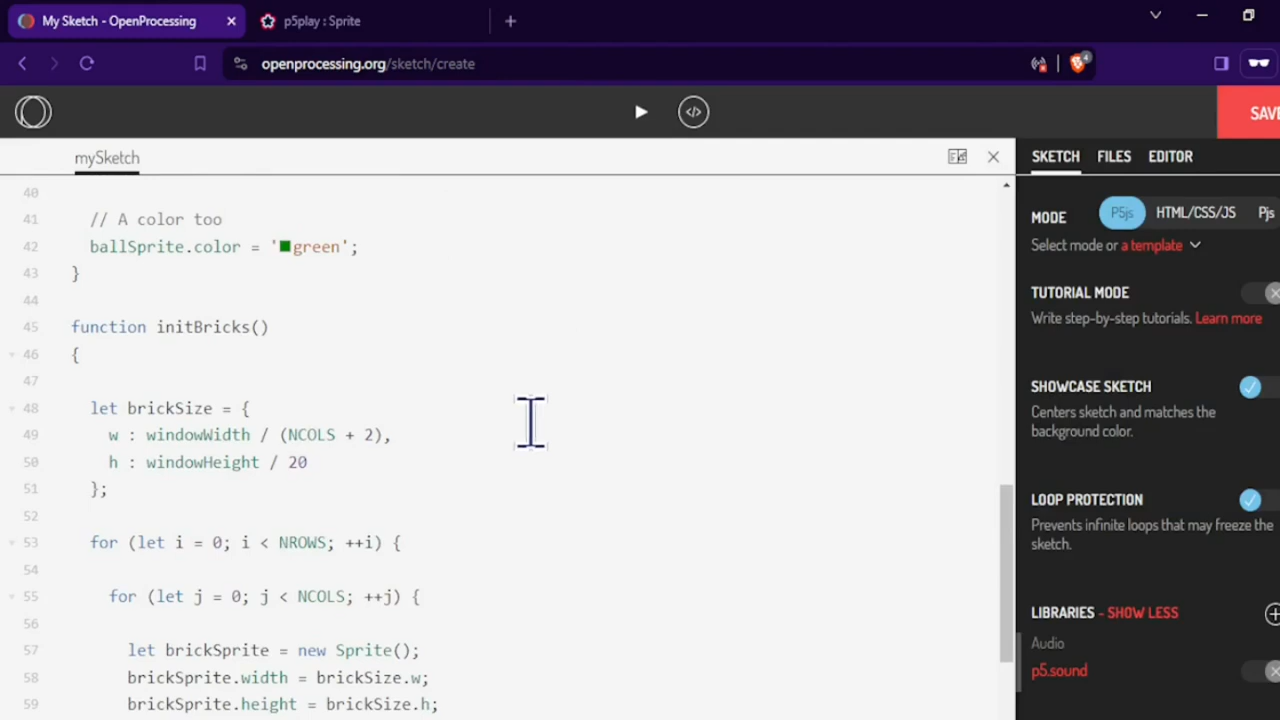 My Sketch - OpenProcessing
p5play : Sprite
openprocessing.org/sketch/create
4
</>
SAVE
mySketch
SKETCH FILES EDITOR
40
41 // A color too
42 ballSprite.color = 'green';
43 }
44
45 function initBricks()
46 {
47
48 let brickSize = {
49 w : windowWidth / (NCOLS + 2),
50 h : windowHeight / 20
51 };
52
53 for (let i = 0; i < NROWS; ++i) {
54
55 for (let j = 0; j < NCOLS; ++j) {
56
57 let brickSprite = new Sprite();
58 brickSprite.width = brickSize.w;
59 brickSprite.height = brickSize.h;
MODE P5js HTML/CSS/JS Pjs
Select mode or a template
TUTORIAL MODE
Write step-by-step tutorials. Learn more
SHOWCASE SKETCH
Centers sketch and matches the
background color.
LOOP PROTECTION
Prevents infinite loops that may freeze the
sketch.
LIBRARIES - SHOW LESS
Audio
p5.sound